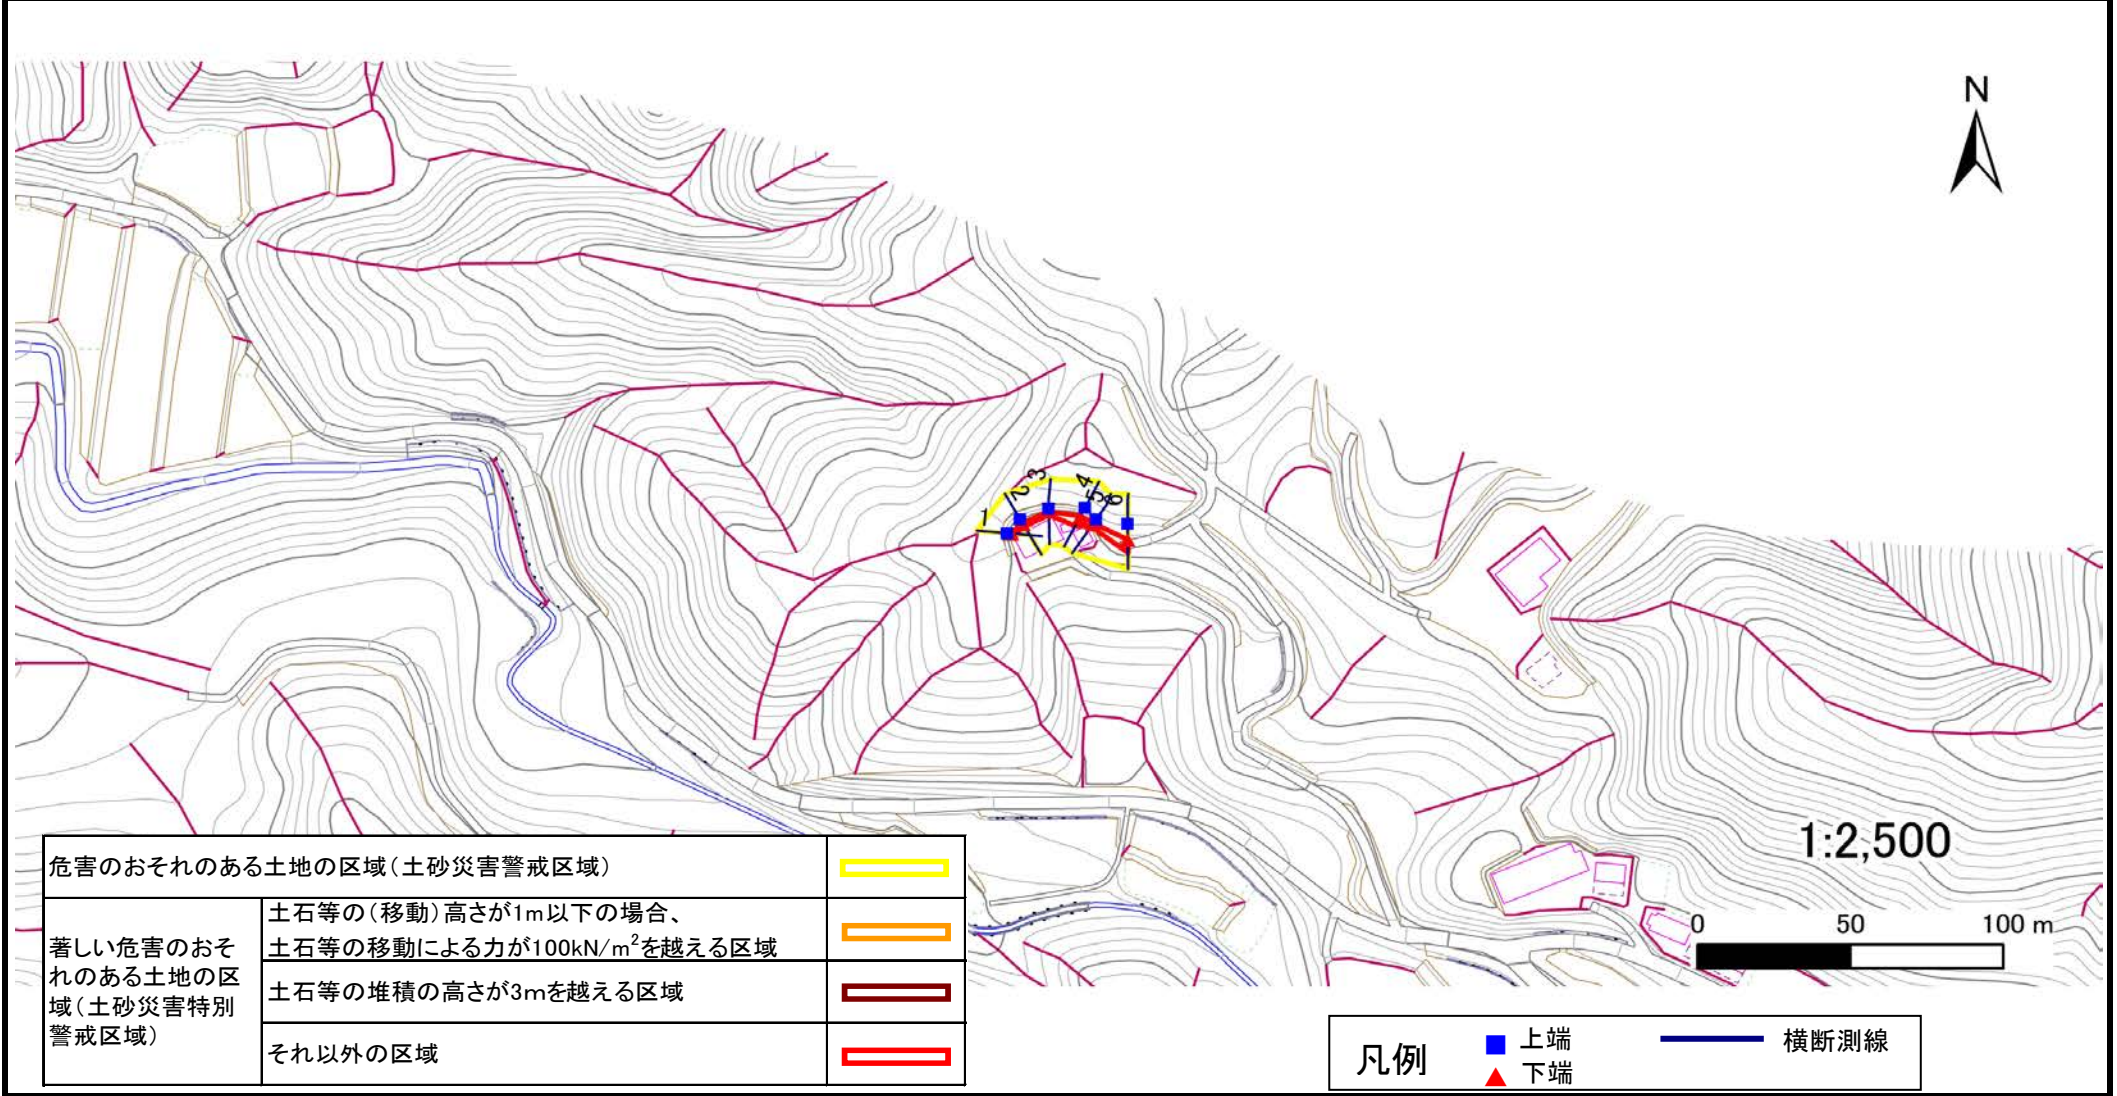 N
1
2
3
4
5
6
1:2,500
0 50 100 m
危害のおそれのある土地の区域(土砂災害警戒区域)
著しい危害のおそ
れのある土地の区
域(土砂災害特別
警戒区域)
土石等の(移動)高さが1m以下の場合、
土石等の移動による力が100kN/m²を越える区域
土石等の堆積の高さが3mを越える区域
それ以外の区域
凡例
上端
下端
横断測線